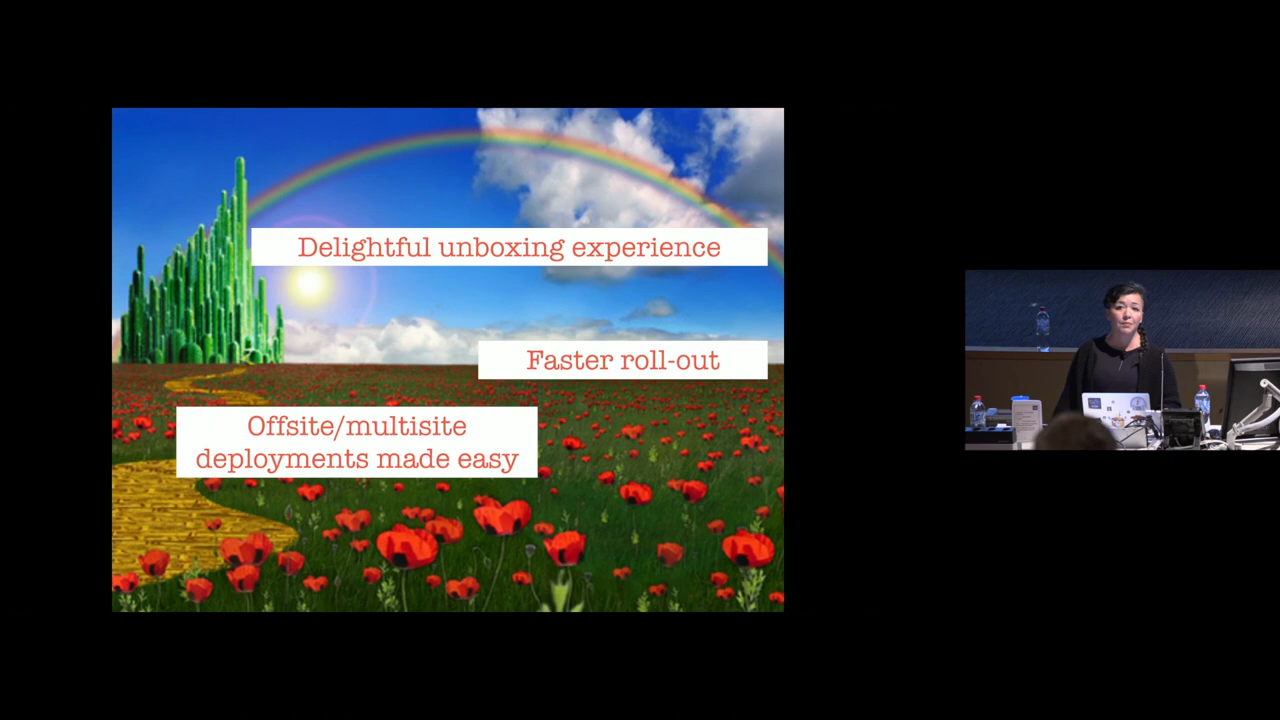 Delightful unboxing experience
Faster roll-out
Offsite/multisite
deployments made easy